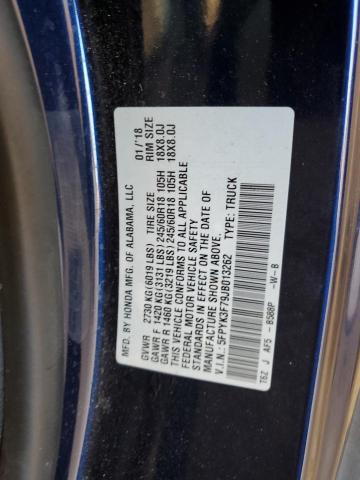 MFD. BY HONDA MFG. OF ALABAMA, LLC 01/'18
GVWR 2730 KG(6019 LBS) TIRE SIZE RIM SIZE
GAWR F 1420 KG(3131 LBS) 245/60R18 105H 18X8.0J
GAWR R 1460 KG(3219 LBS) 245/60R18 105H 18X8.0J
THIS VEHICLE CONFORMS TO ALL APPLICABLE
FEDERAL MOTOR VEHICLE SAFETY
STANDARDS IN EFFECT ON THE DATE OF
MANUFACTURE SHOWN ABOVE.
V.I.N.: 5FPYK3F79JB013262 TYPE: TRUCK
T6Z J AF5 - B588P -W-B